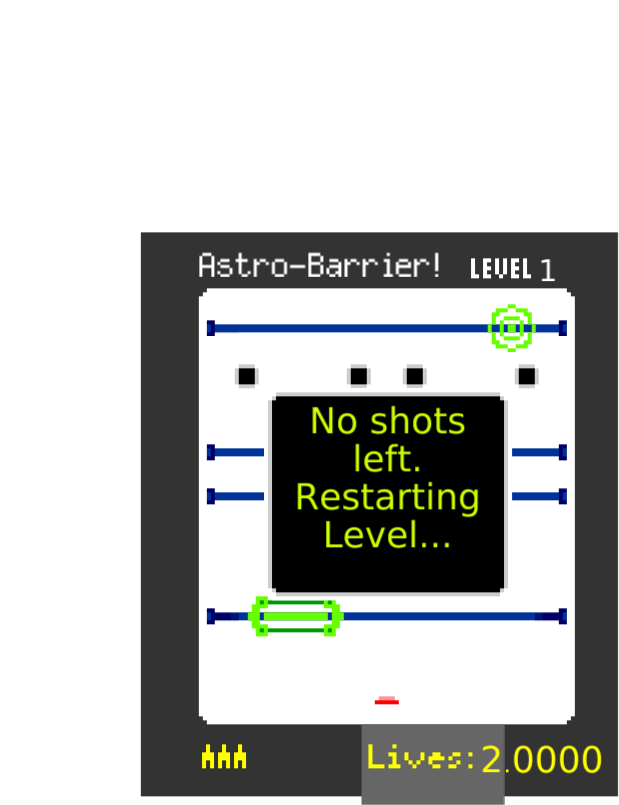 Astro-Barrier! LEVEL 1
No shots
left.
Restarting
Level...
Lives:2.0000